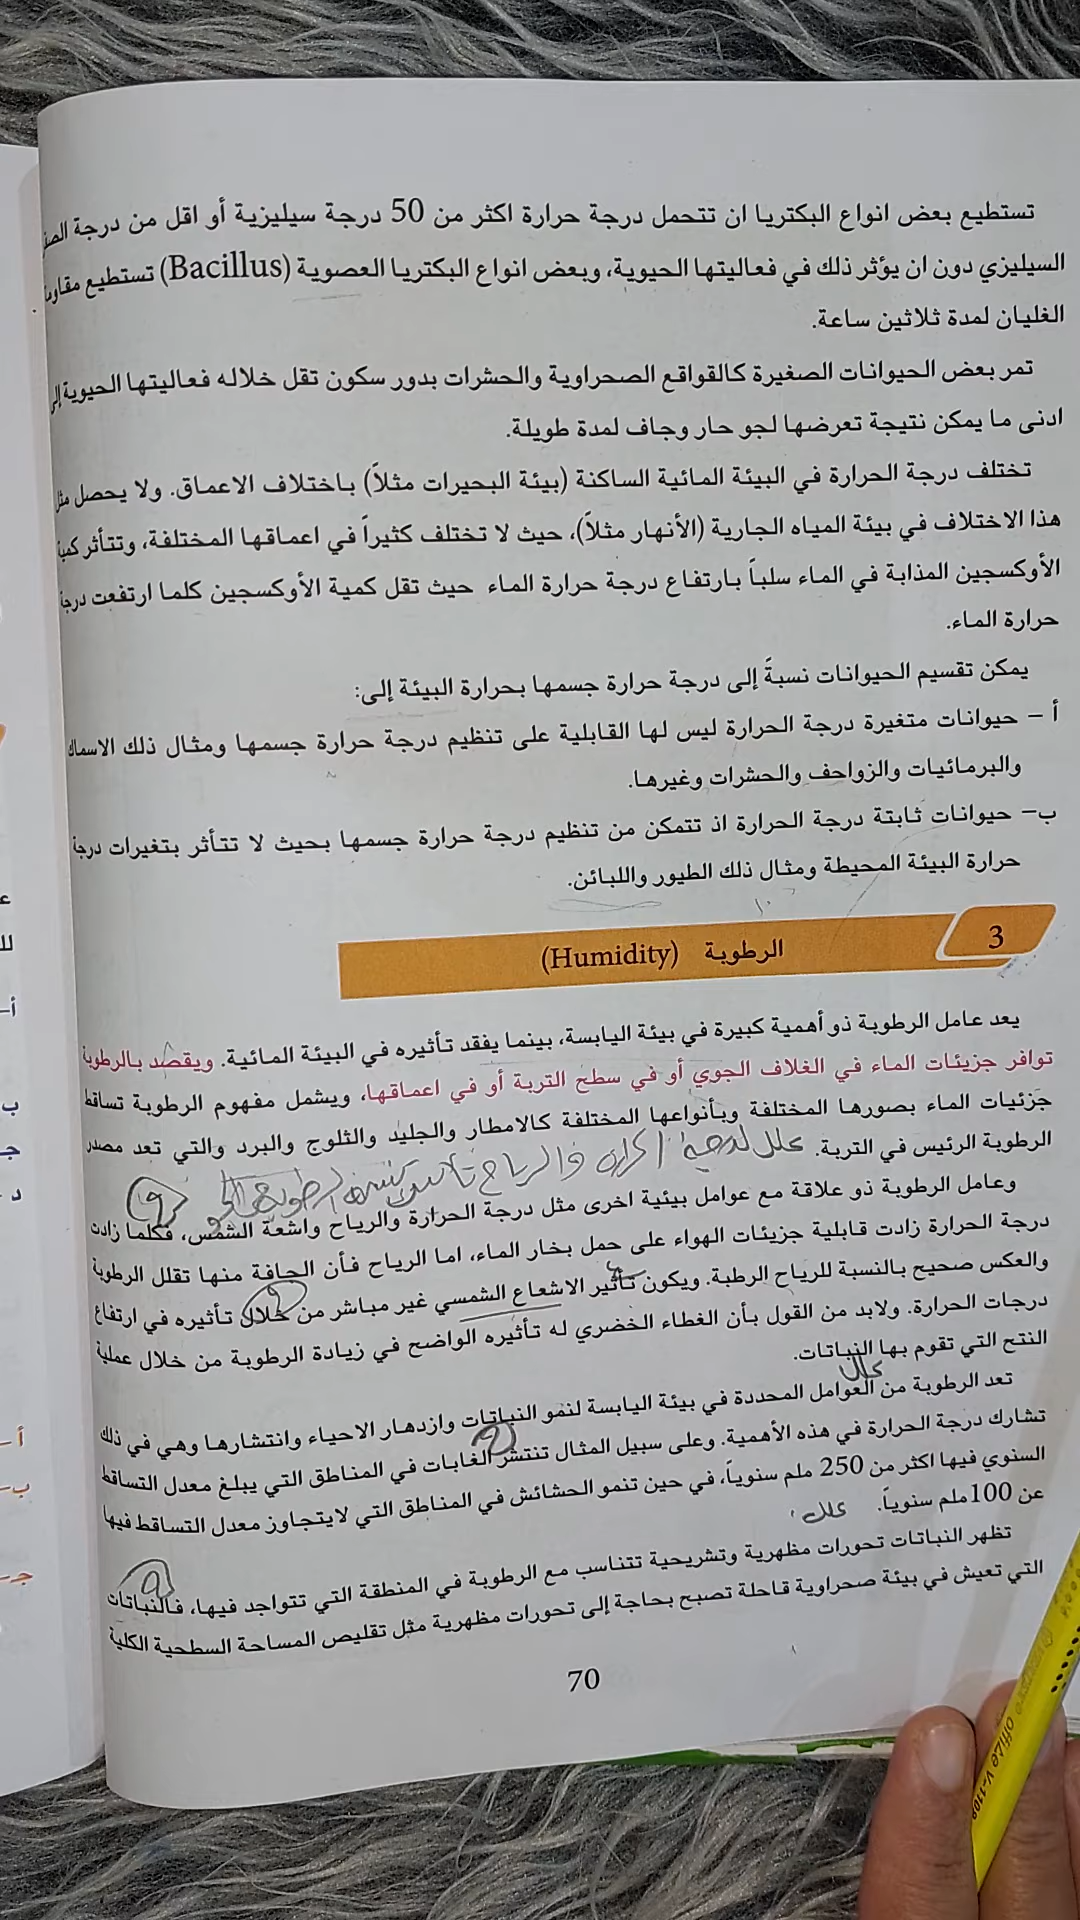 تستطيع بعض انواع البكتريا ان تتحمل درجة حرارة اكثر من 50 درجة سيليزية أو اقل من درجة
السيليزي دون ان يؤثر ذلك في فعاليتها الحيوية، وبعض انواع البكتريا العصوية (Bacillus) تستطيع
الغليان لمدة ثلاثين ساعة.
تمر بعض الحيوانات الصغيرة كالقواقع الصحراوية والحشرات بدور سكون تقل خلاله فعاليتها الحيوية إلى
ادنى ما يمكن نتيجة تعرضها لجو حار وجاف لمدة طويلة.
تختلف درجة الحرارة في البيئة المائية الساكنة (بيئة البحيرات مثلاً) باختلاف الاعماق. ولا يحصل مثل
هذا الاختلاف في بيئة المياه الجارية (الأنهار مثلاً)، حيث لا تختلف كثيراً في اعماقها المختلفة، وتتأثر كمية
الأوكسجين المذابة في الماء سلباً بارتفاع درجة حرارة الماء حيث تقل كمية الأوكسجين كلما ارتفعت درجة
حرارة الماء.
يمكن تقسيم الحيوانات نسبةً إلى درجة حرارة جسمها بحرارة البيئة إلى:
أ – حيوانات متغيرة درجة الحرارة ليس لها القابلية على تنظيم درجة حرارة جسمها ومثال ذلك الاسماك
والبرمائيات والزواحف والحشرات وغيرها.
ب– حيوانات ثابتة درجة الحرارة اذ تتمكن من تنظيم درجة حرارة جسمها بحيث لا تتأثر بتغيرات درجة
حرارة البيئة المحيطة ومثال ذلك الطيور واللبائن.
3 الرطوبة (Humidity)
يعد عامل الرطوبة ذو أهمية كبيرة في بيئة اليابسة، بينما يفقد تأثيره في البيئة المائية. ويقصد بالرطوبة
توافر جزيئات الماء في الغلاف الجوي أو في سطح التربة أو في اعماقها، ويشمل مفهوم الرطوبة تساقط
جزئيات الماء بصورها المختلفة وبأنواعها المختلفة كالامطار والجليد والثلوج والبرد والتي تعد مصدر
الرطوبة الرئيس في التربة. علل لدرجة الحرارة والرياح
وعامل الرطوبة ذو علاقة مع عوامل بيئية اخرى مثل درجة الحرارة والرياح واشعة الشمس، فكلما زادت
درجة الحرارة زادت قابلية جزيئات الهواء على حمل بخار الماء، اما الرياح فأن الجافة منها تقلل الرطوبة
والعكس صحيح بالنسبة للرياح الرطبة. ويكون تأثير الاشعاع الشمسي غير مباشر من خلال تأثيره في ارتفاع
درجات الحرارة. ولابد من القول بأن الغطاء الخضري له تأثيره الواضح في زيادة الرطوبة من خلال عملية
النتح التي تقوم بها النباتات.
علل
تعد الرطوبة من العوامل المحددة في بيئة اليابسة لنمو النباتات وازدهار الاحياء وانتشارها وهي في ذلك
تشارك درجة الحرارة في هذه الأهمية. وعلى سبيل المثال تنتشر الغابات في المناطق التي يبلغ معدل التساقط
السنوي فيها اكثر من 250 ملم سنوياً، في حين تنمو الحشائش في المناطق التي لايتجاوز معدل التساقط فيها
عن 100ملم سنوياً. علل
تظهر النباتات تحورات مظهرية وتشريحية تتناسب مع الرطوبة في المنطقة التي تتواجد فيها، فالنباتات
التي تعيش في بيئة صحراوية قاحلة تصبح بحاجة إلى تحورات مظهرية مثل تقليص المساحة السطحية الكلية
70